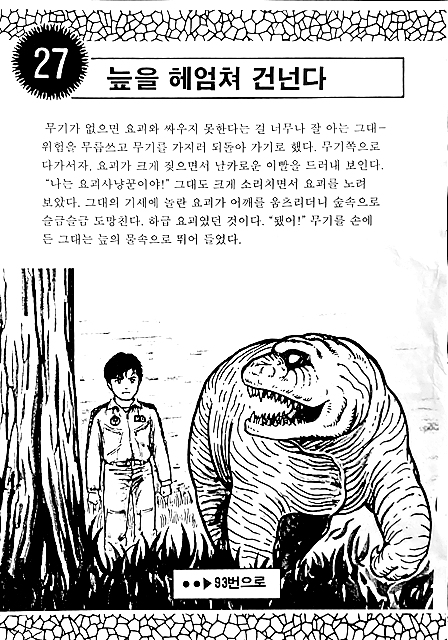 27
늪을 헤엄쳐 건넌다
무기가 없으면 요괴와 싸우지 못한다는 걸 너무나 잘 아는 그대—
위험을 무릅쓰고 무기를 가지러 되돌아 가기로 했다. 무기쪽으로
다가서자, 요괴가 크게 짖으면서 날카로운 이빨을 드러내 보인다.
"나는 요괴사냥꾼이야!" 그대도 크게 소리치면서 요괴를 노려
보았다. 그대의 기세에 놀란 요괴가 어깨를 움츠리더니 숲속으로
슬금슬금 도망친다. 하급 요괴였던 것이다. "됐어!" 무기를 손에
든 그대는 늪의 물속으로 뛰어 들었다.
●●▶93번으로